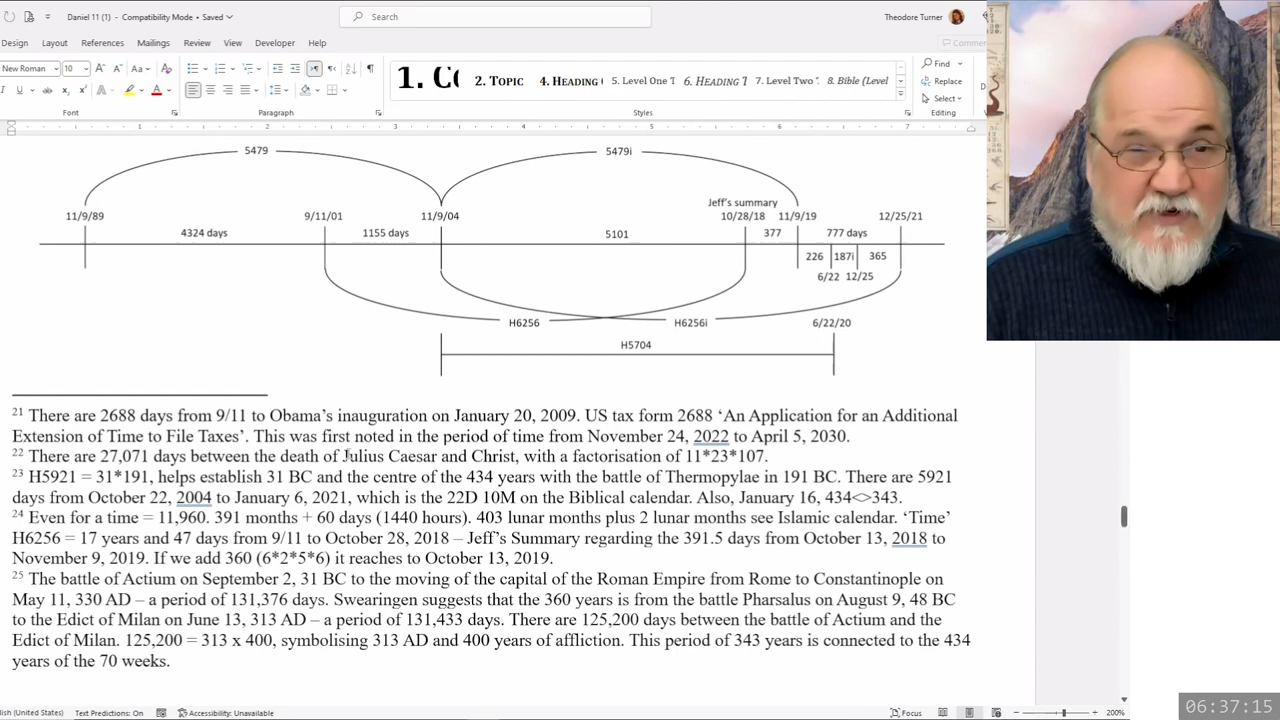 Daniel 11 (1) - Compatibility Mode • Saved
Search
Theodore Turner
Design Layout References Mailings Review View Developer Help
New Roman 10 Aa
Font
Paragraph
1. 2. TOPIC 4. HEADING 5. Level One 6. HEADING 7. Level Two 8. Bible (Level
Styles
Find
Replace
Select
Editing
1 2 3 4 5 6 7
5479 5479i
Jeff's summary
11/9/89 9/11/01 11/9/04 10/28/18 11/9/19 12/25/21
4324 days 1155 days 5101 377 777 days
226 187i 365
6/22 12/25
H6256 H6256i 6/22/20
H5704
21 There are 2688 days from 9/11 to Obama's inauguration on January 20, 2009. US tax form 2688 'An Application for an Additional
Extension of Time to File Taxes'. This was first noted in the period of time from November 24, 2022 to April 5, 2030.
22 There are 27,071 days between the death of Julius Caesar and Christ, with a factorisation of 11*23*107.
23 H5921 = 31*191, helps establish 31 BC and the centre of the 434 years with the battle of Thermopylae in 191 BC. There are 5921
days from October 22, 2004 to January 6, 2021, which is the 22D 10M on the Biblical calendar. Also, January 16, 434<>343.
24 Even for a time = 11,960. 391 months + 60 days (1440 hours). 403 lunar months plus 2 lunar months see Islamic calendar. 'Time'
H6256 = 17 years and 47 days from 9/11 to October 28, 2018 – Jeff's Summary regarding the 391.5 days from October 13, 2018 to
November 9, 2019. If we add 360 (6*2*5*6) it reaches to October 13, 2019.
25 The battle of Actium on September 2, 31 BC to the moving of the capital of the Roman Empire from Rome to Constantinople on
May 11, 330 AD – a period of 131,376 days. Swearingen suggests that the 360 years is from the battle Pharsalus on August 9, 48 BC
to the Edict of Milan on June 13, 313 AD – a period of 131,433 days. There are 125,200 days between the battle of Actium and the
Edict of Milan. 125,200 = 313 x 400, symbolising 313 AD and 400 years of affliction. This period of 343 years is connected to the 434
years of the 70 weeks.
lish (United States) Text Predictions: On Accessibility: Unavailable Focus 200%
06:37:15